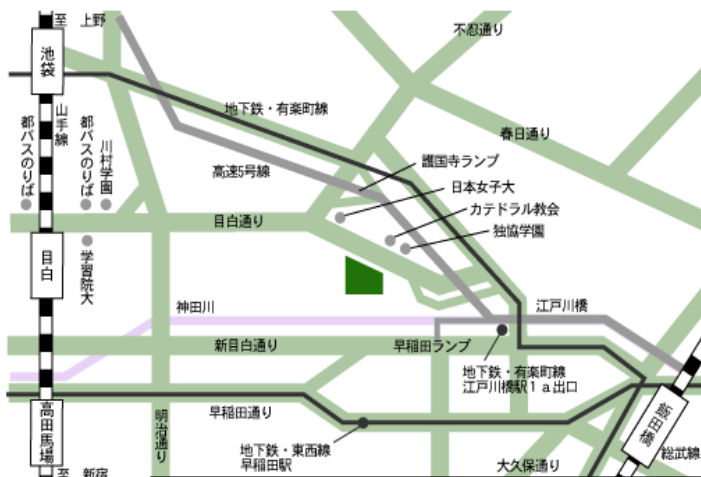 至 上野
不忍通り
池袋
地下鉄・有楽町線
山手線
都バスのりば
都バスのりば
川村学園
春日通り
護国寺ランプ
高速5号線
日本女子大
カテドラル教会
目白通り
独協学園
目白
学習院大
神田川
江戸川橋
新目白通り
早稲田ランプ
地下鉄・有楽町線
江戸川橋駅1a出口
高田馬場
早稲田通り
明治通り
飯田橋
地下鉄・東西線
早稲田駅
総武線
大久保通り
至 新宿